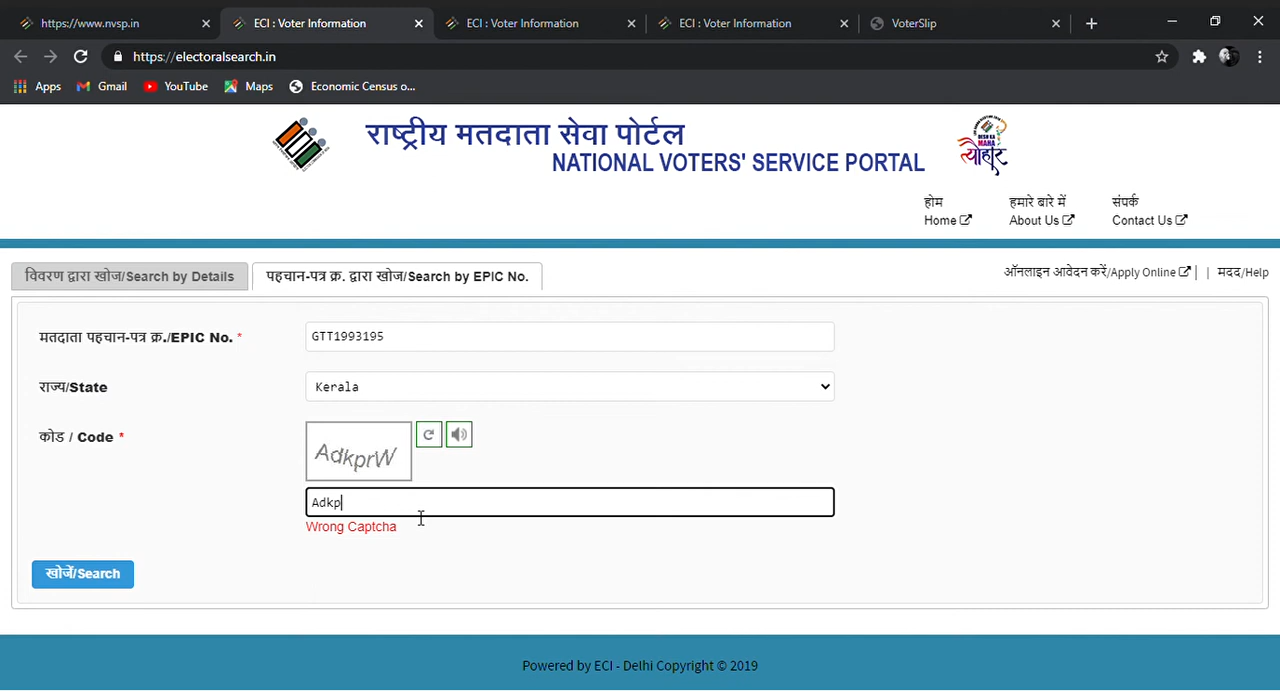 https://www.nvsp.in
ECI : Voter Information
ECI : Voter Information
ECI : Voter Information
VoterSlip
https://electoralsearch.in
Apps
Gmail
YouTube
Maps
Economic Census o...
राष्ट्रीय मतदाता सेवा पोर्टल
NATIONAL VOTERS' SERVICE PORTAL
DESH KA
MAHA
त्योहार
होम
Home
हमारे बारे में
About Us
संपर्क
Contact Us
विवरण द्वारा खोज/Search by Details
पहचान-पत्र क्र. द्वारा खोज/Search by EPIC No.
ऑनलाइन आवेदन करें/Apply Online | | मदद/Help
मतदाता पहचान-पत्र क्र./EPIC No. *
GTT1993195
राज्य/State
Kerala
कोड / Code *
AdkprW
Adkp
Wrong Captcha
खोजें/Search
Powered by ECI - Delhi Copyright © 2019